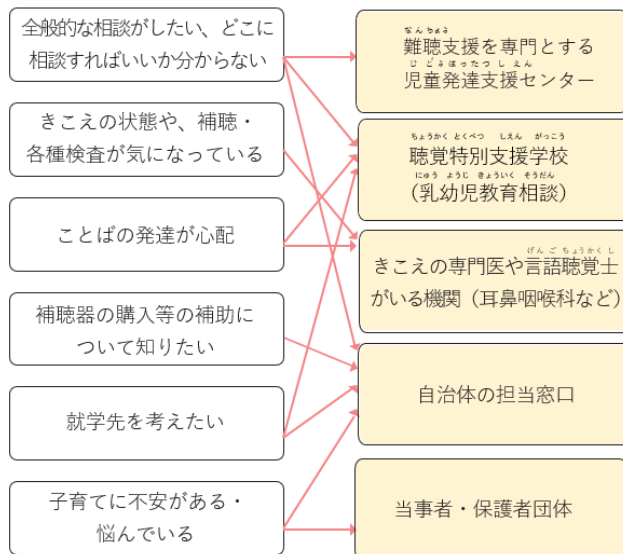 全般的な相談がしたい、どこに
相談すればいいか分からない
きこえの状態や、補聴・
各種検査が気になっている
ことばの発達が心配
補聴器の購入等の補助に
ついて知りたい
就学先を考えたい
子育てに不安がある・
悩んでいる
なんちょう
難聴支援を専門とする
じどうはったつしえん
児童発達支援センター
ちょうかく とくべつ しえん がっこう
聴覚特別支援学校
にゅう ようじ きょういく そうだん
(乳幼児教育相談)
げんごちょうかくし
きこえの専門医や言語聴覚士
がいる機関（耳鼻咽喉科など）
自治体の担当窓口
当事者・保護者団体